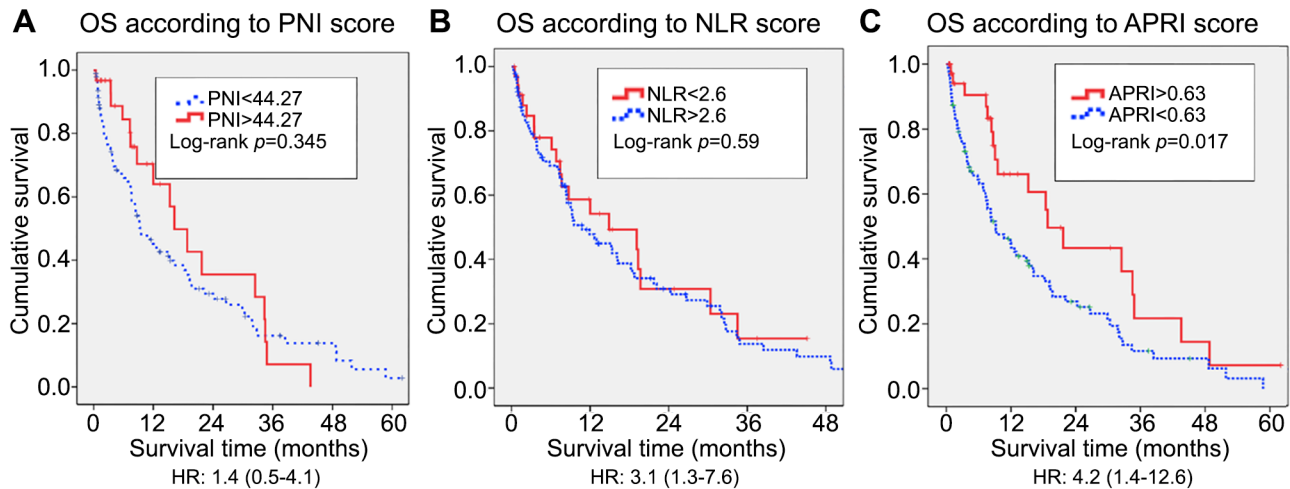 A OS according to PNI score
PNI<44.27
PNI>44.27
Log-rank p=0.345
Cumulative survival
1.0
0.8
0.6
0.4
0.2
0.0
0 12 24 36 48 60
Survival time (months)
HR: 1.4 (0.5-4.1)
B OS according to NLR score
NLR<2.6
NLR>2.6
Log-rank p=0.59
Cumulative survival
1.0
0.8
0.6
0.4
0.2
0.0
0 12 24 36 48
Survival time (months)
HR: 3.1 (1.3-7.6)
C OS according to APRI score
APRI>0.63
APRI<0.63
Log-rank p=0.017
Cumulative survival
1.0
0.8
0.6
0.4
0.2
0.0
0 12 24 36 48 60
Survival time (months)
HR: 4.2 (1.4-12.6)